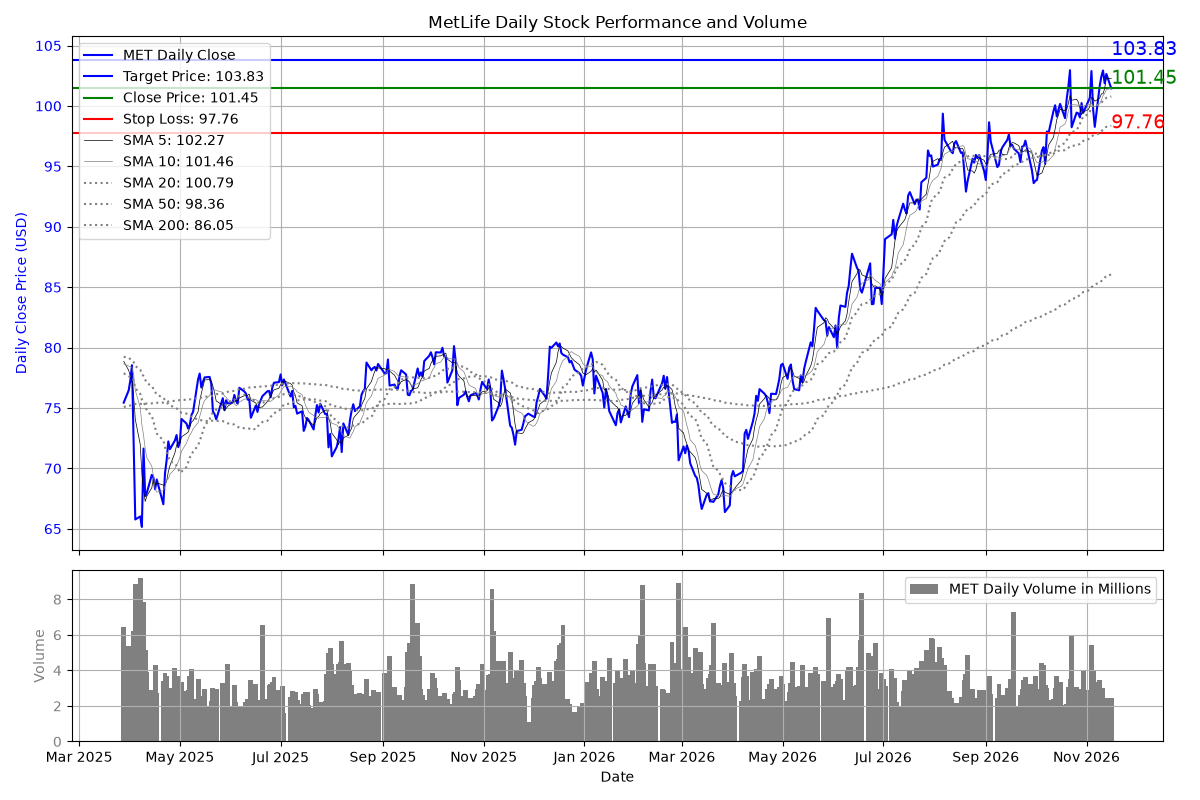 MetLife Daily Stock Performance and Volume
105
100
95
90
85
80
75
70
65
Daily Close Price (USD)
MET Daily Close
Target Price: 103.83
Close Price: 101.45
Stop Loss: 97.76
SMA 5: 102.27
SMA 10: 101.46
SMA 20: 100.79
SMA 50: 98.36
SMA 200: 86.05
103.83
101.45
97.76
8
6
4
2
0
Volume
MET Daily Volume in Millions
Mar 2025 May 2025 Jul 2025 Sep 2025 Nov 2025 Jan 2026 Mar 2026 May 2026 Jul 2026 Sep 2026 Nov 2026
Date